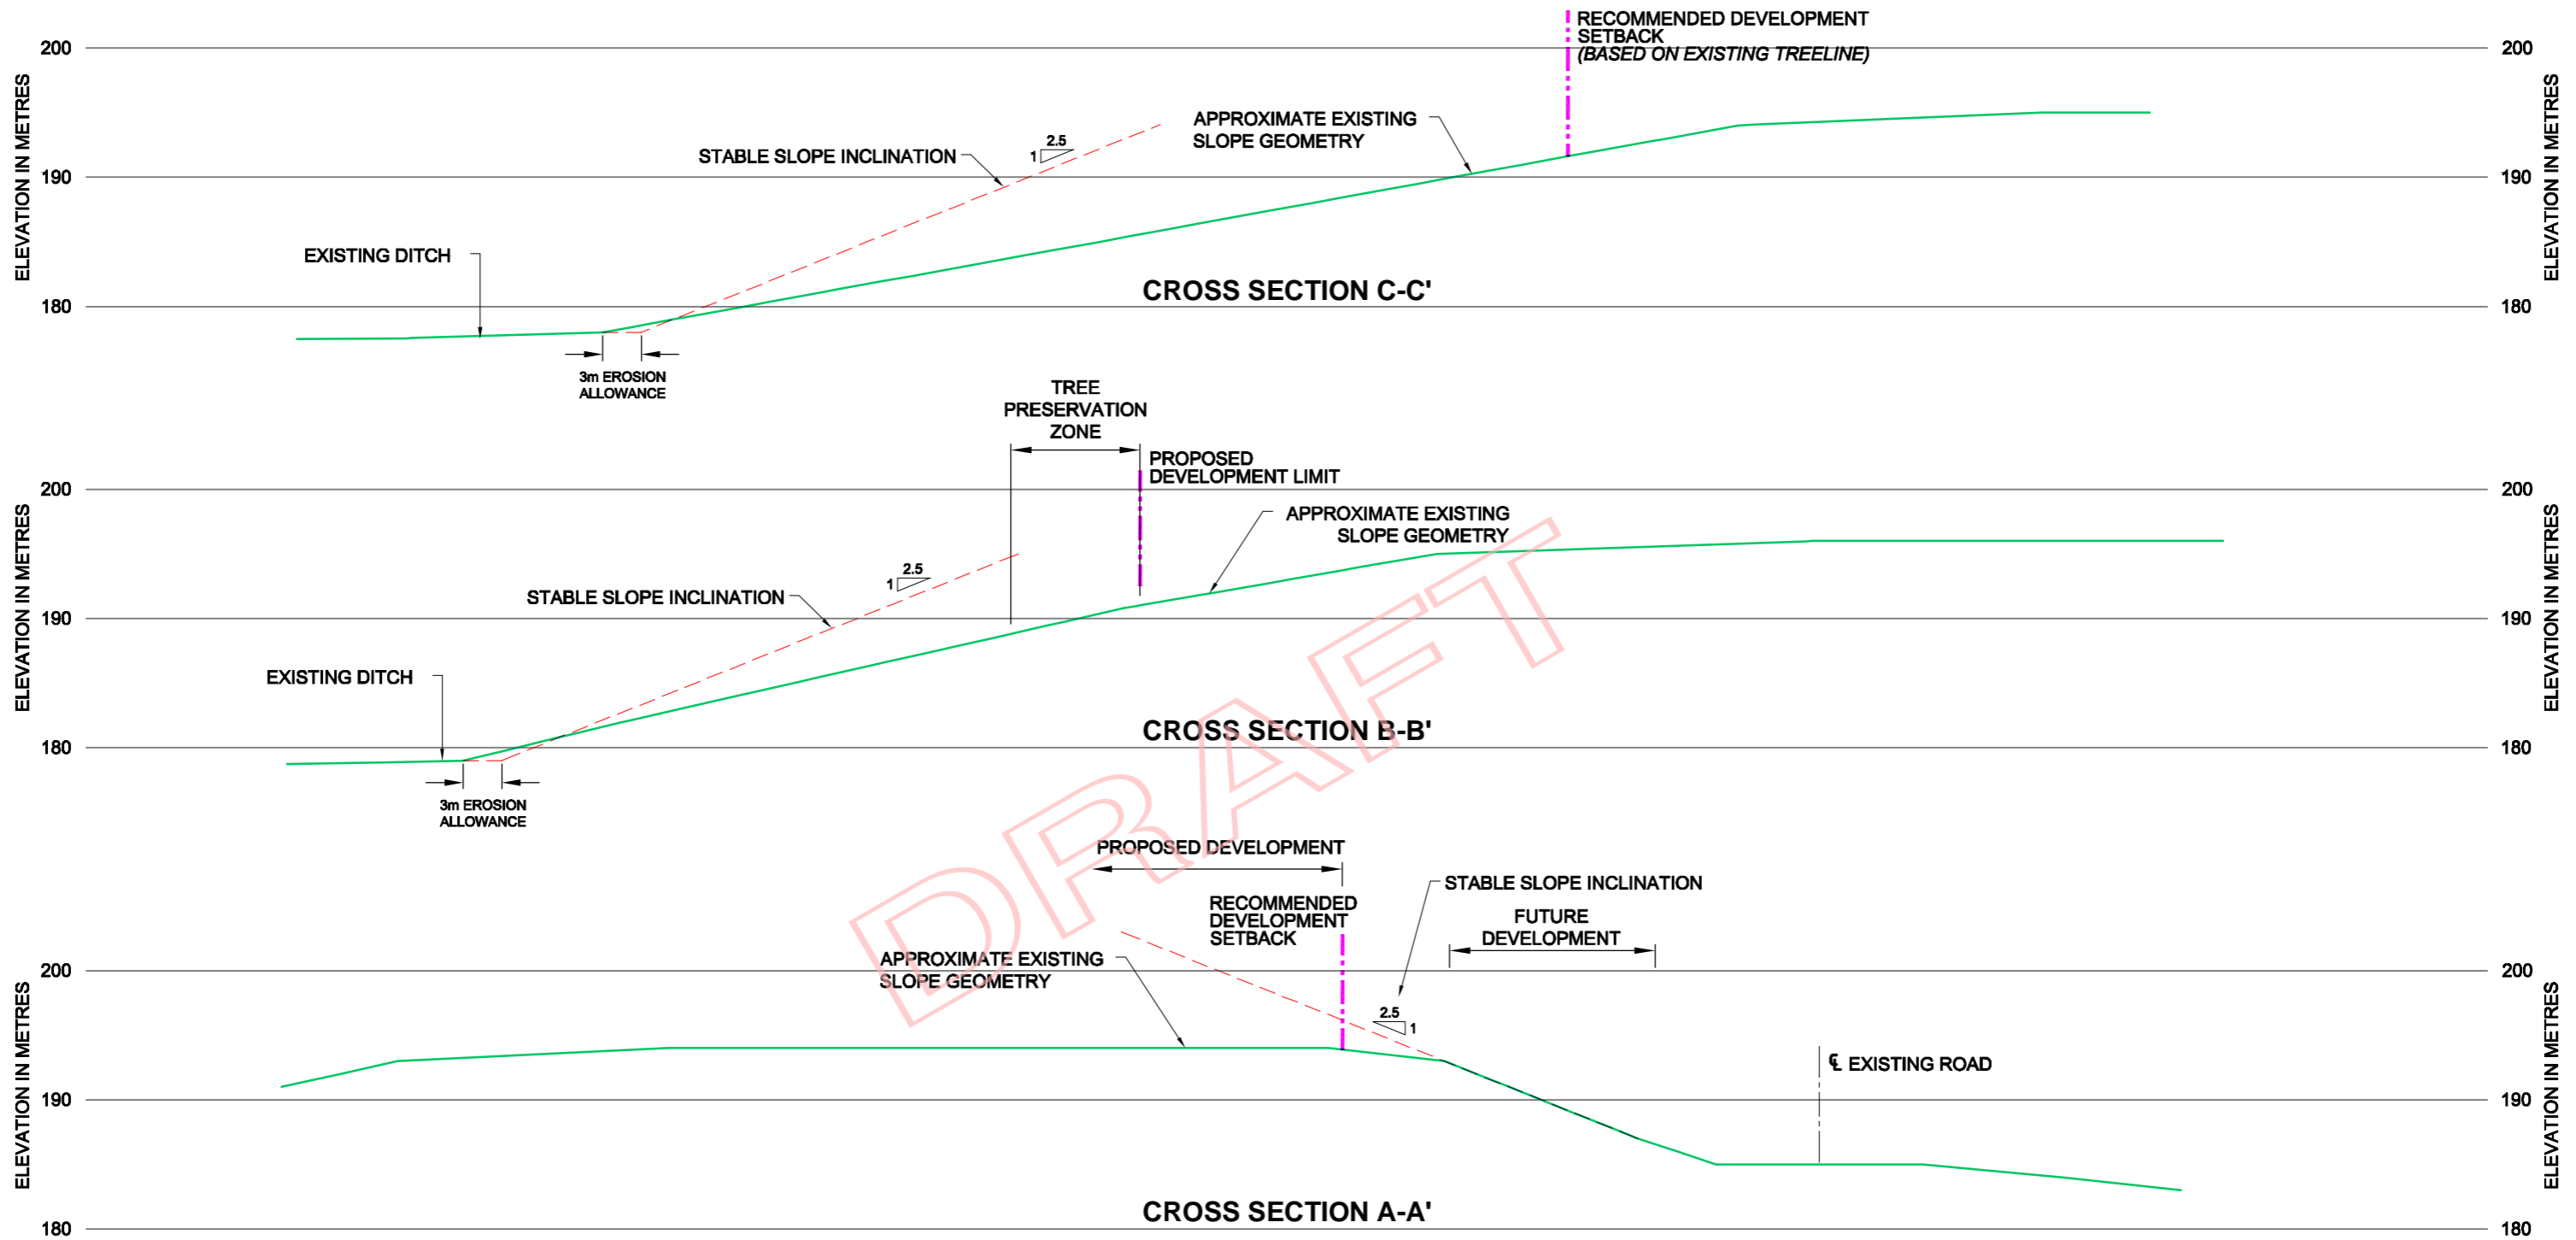 RECOMMENDED DEVELOPMENT
SETBACK
(BASED ON EXISTING TREELINE)
200
200
ELEVATION IN METRES
ELEVATION IN METRES
APPROXIMATE EXISTING
SLOPE GEOMETRY
2.5
1
STABLE SLOPE INCLINATION
190
190
EXISTING DITCH
CROSS SECTION C-C'
180
180
3m EROSION
ALLOWANCE
TREE
PRESERVATION
ZONE
PROPOSED
DEVELOPMENT LIMIT
200
200
ELEVATION IN METRES
ELEVATION IN METRES
APPROXIMATE EXISTING
SLOPE GEOMETRY
2.5
1
STABLE SLOPE INCLINATION
190
190
EXISTING DITCH
CROSS SECTION B-B'
180
180
3m EROSION
ALLOWANCE
DRAFT
PROPOSED DEVELOPMENT
STABLE SLOPE INCLINATION
RECOMMENDED
DEVELOPMENT
SETBACK
FUTURE
DEVELOPMENT
APPROXIMATE EXISTING
SLOPE GEOMETRY
200
200
ELEVATION IN METRES
ELEVATION IN METRES
2.5
1
℄ EXISTING ROAD
190
190
CROSS SECTION A-A'
180
180